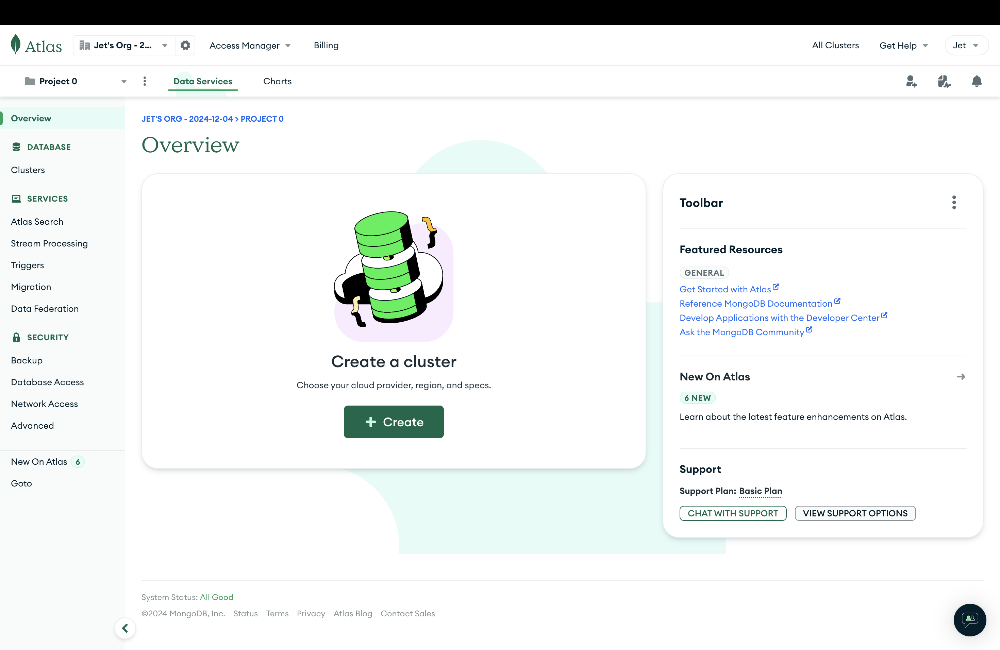 Atlas
Jet's Org - 2...
Access Manager
Billing
All Clusters
Get Help
Jet
Project 0
Data Services
Charts
Overview
DATABASE
Clusters
SERVICES
Atlas Search
Stream Processing
Triggers
Migration
Data Federation
SECURITY
Backup
Database Access
Network Access
Advanced
New On Atlas 6
Goto
JET'S ORG - 2024-12-04 > PROJECT 0
Overview
Create a cluster
Choose your cloud provider, region, and specs.
+ Create
Toolbar
Featured Resources
GENERAL
Get Started with Atlas
Reference MongoDB Documentation
Develop Applications with the Developer Center
Ask the MongoDB Community
New On Atlas
6 NEW
Learn about the latest feature enhancements on Atlas.
Support
Support Plan: Basic Plan
CHAT WITH SUPPORT
VIEW SUPPORT OPTIONS
System Status: All Good
©2024 MongoDB, Inc. Status Terms Privacy Atlas Blog Contact Sales